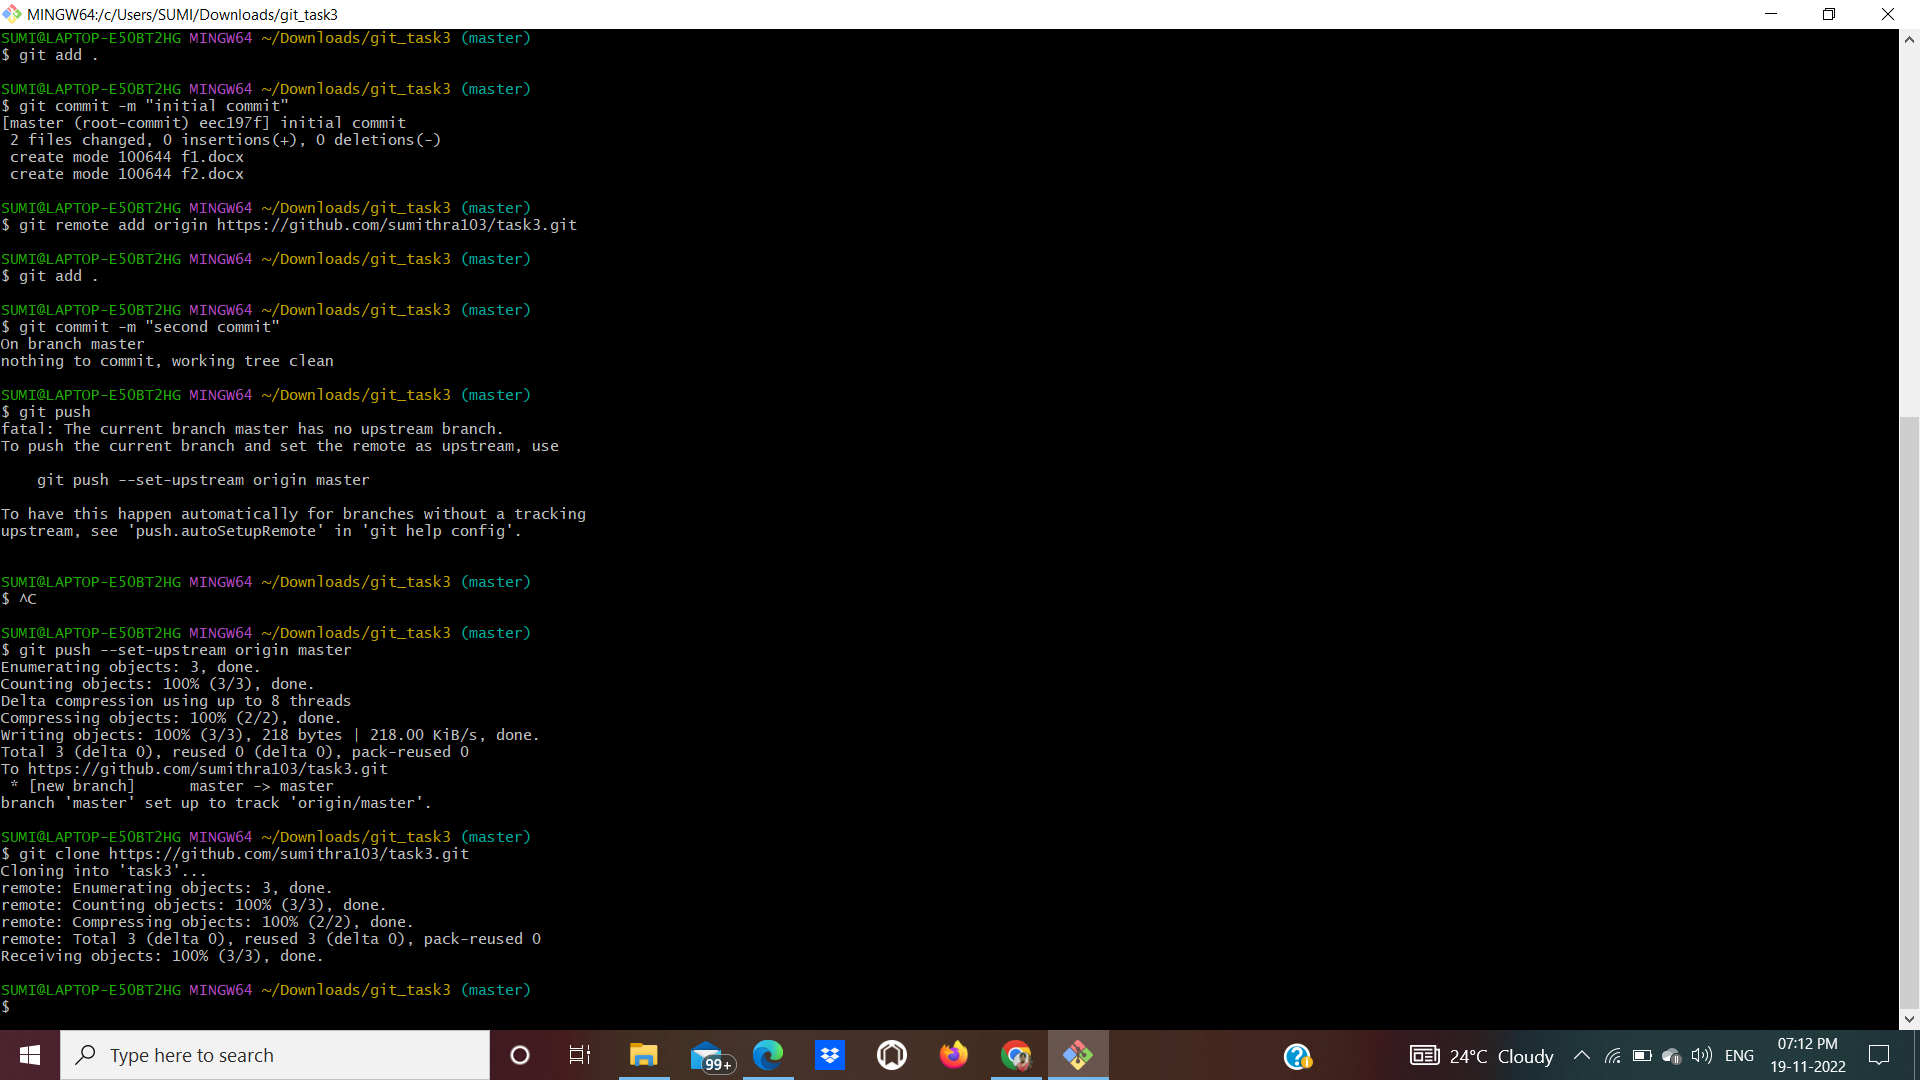 MINGW64:/c/Users/SUMI/Downloads/git_task3
SUMI@LAPTOP-E50BT2HG MINGW64 ~/Downloads/git_task3 (master)
$ git add .
SUMI@LAPTOP-E50BT2HG MINGW64 ~/Downloads/git_task3 (master)
$ git commit -m "initial commit"
[master (root-commit) eec197f] initial commit
 2 files changed, 0 insertions(+), 0 deletions(-)
 create mode 100644 f1.docx
 create mode 100644 f2.docx
SUMI@LAPTOP-E50BT2HG MINGW64 ~/Downloads/git_task3 (master)
$ git remote add origin https://github.com/sumithra103/task3.git
SUMI@LAPTOP-E50BT2HG MINGW64 ~/Downloads/git_task3 (master)
$ git add .
SUMI@LAPTOP-E50BT2HG MINGW64 ~/Downloads/git_task3 (master)
$ git commit -m "second commit"
On branch master
nothing to commit, working tree clean
SUMI@LAPTOP-E50BT2HG MINGW64 ~/Downloads/git_task3 (master)
$ git push
fatal: The current branch master has no upstream branch.
To push the current branch and set the remote as upstream, use
    git push --set-upstream origin master
To have this happen automatically for branches without a tracking
upstream, see 'push.autoSetupRemote' in 'git help config'.
SUMI@LAPTOP-E50BT2HG MINGW64 ~/Downloads/git_task3 (master)
$ ^C
SUMI@LAPTOP-E50BT2HG MINGW64 ~/Downloads/git_task3 (master)
$ git push --set-upstream origin master
Enumerating objects: 3, done.
Counting objects: 100% (3/3), done.
Delta compression using up to 8 threads
Compressing objects: 100% (2/2), done.
Writing objects: 100% (3/3), 218 bytes | 218.00 KiB/s, done.
Total 3 (delta 0), reused 0 (delta 0), pack-reused 0
To https://github.com/sumithra103/task3.git
 * [new branch]      master -> master
branch 'master' set up to track 'origin/master'.
SUMI@LAPTOP-E50BT2HG MINGW64 ~/Downloads/git_task3 (master)
$ git clone https://github.com/sumithra103/task3.git
Cloning into 'task3'...
remote: Enumerating objects: 3, done.
remote: Counting objects: 100% (3/3), done.
remote: Compressing objects: 100% (2/2), done.
remote: Total 3 (delta 0), reused 3 (delta 0), pack-reused 0
Receiving objects: 100% (3/3), done.
SUMI@LAPTOP-E50BT2HG MINGW64 ~/Downloads/git_task3 (master)
$
Type here to search
99+
24°C Cloudy
ENG
07:12 PM
19-11-2022